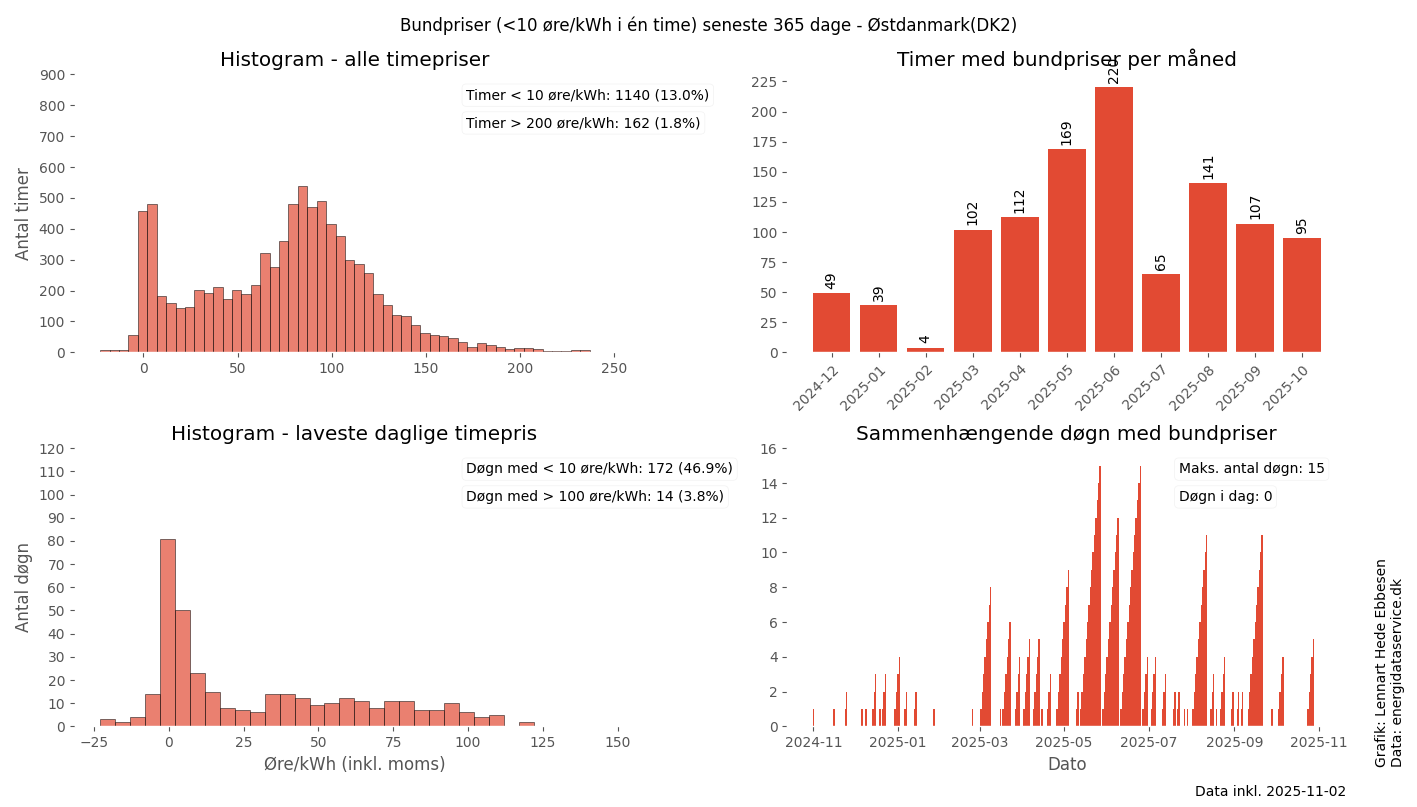 Bundpriser (<10 øre/kWh i én time) seneste 365 dage - Østdanmark(DK2)
Histogram - alle timepriser
Timer < 10 øre/kWh: 1140 (13.0%)
Timer > 200 øre/kWh: 162 (1.8%)
Antal timer
900
800
700
600
500
400
300
200
100
0
0 50 100 150 200 250
Timer med bundpriser per måned
225
200
175
150
125
100
75
50
25
0
49 39 4 102 112 169 220 65 141 107 95
2024-12 2025-01 2025-02 2025-03 2025-04 2025-05 2025-06 2025-07 2025-08 2025-09 2025-10
Histogram - laveste daglige timepris
Døgn med < 10 øre/kWh: 172 (46.9%)
Døgn med > 100 øre/kWh: 14 (3.8%)
Antal døgn
120
110
100
90
80
70
60
50
40
30
20
10
0
−25 0 25 50 75 100 125 150
Øre/kWh (inkl. moms)
Sammenhængende døgn med bundpriser
Maks. antal døgn: 15
Døgn i dag: 0
16
14
12
10
8
6
4
2
0
2024-11 2025-01 2025-03 2025-05 2025-07 2025-09 2025-11
Dato
Grafik: Lennart Hede Ebbesen
Data: energidataservice.dk
Data inkl. 2025-11-02